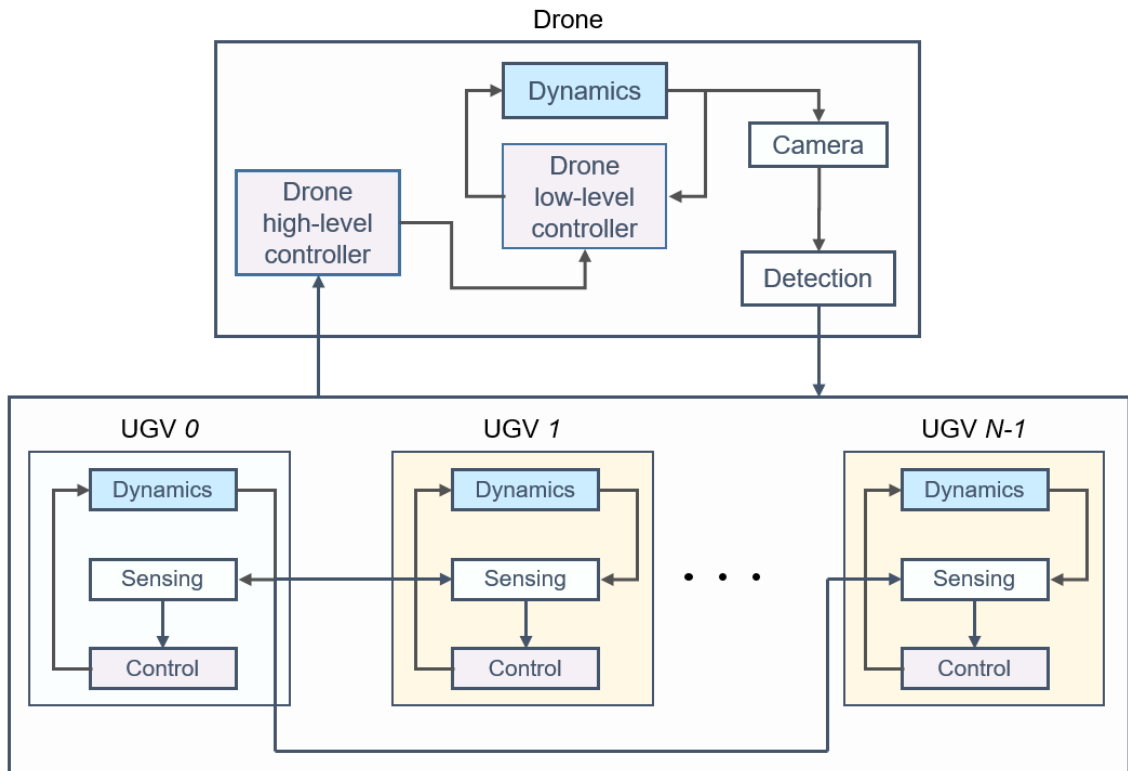 Drone
Dynamics
Camera
Drone
low-level
controller
Drone
high-level
controller
Detection
UGV 0
UGV 1
UGV N-1
Dynamics
Dynamics
Dynamics
Sensing
Sensing
. . .
Sensing
Control
Control
Control